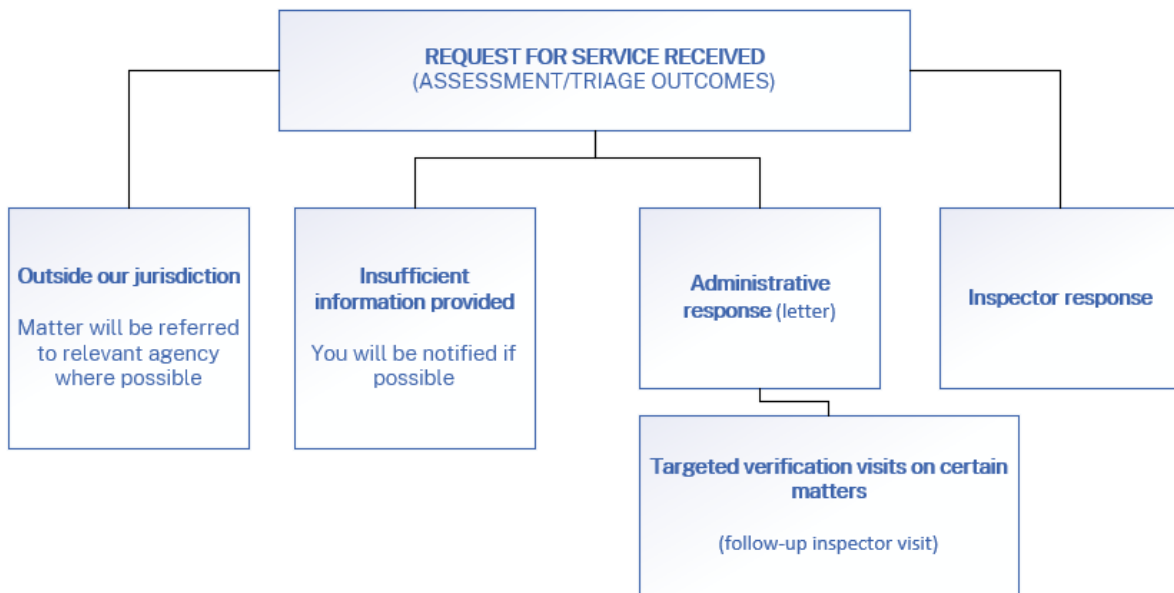 REQUEST FOR SERVICE RECEIVED
(ASSESSMENT/TRIAGE OUTCOMES)
Outside our jurisdiction
Matter will be referred
to relevant agency
where possible
Insufficient
information provided
You will be notified if
possible
Administrative
response (letter)
Inspector response
Targeted verification visits on certain
matters
(follow-up inspector visit)